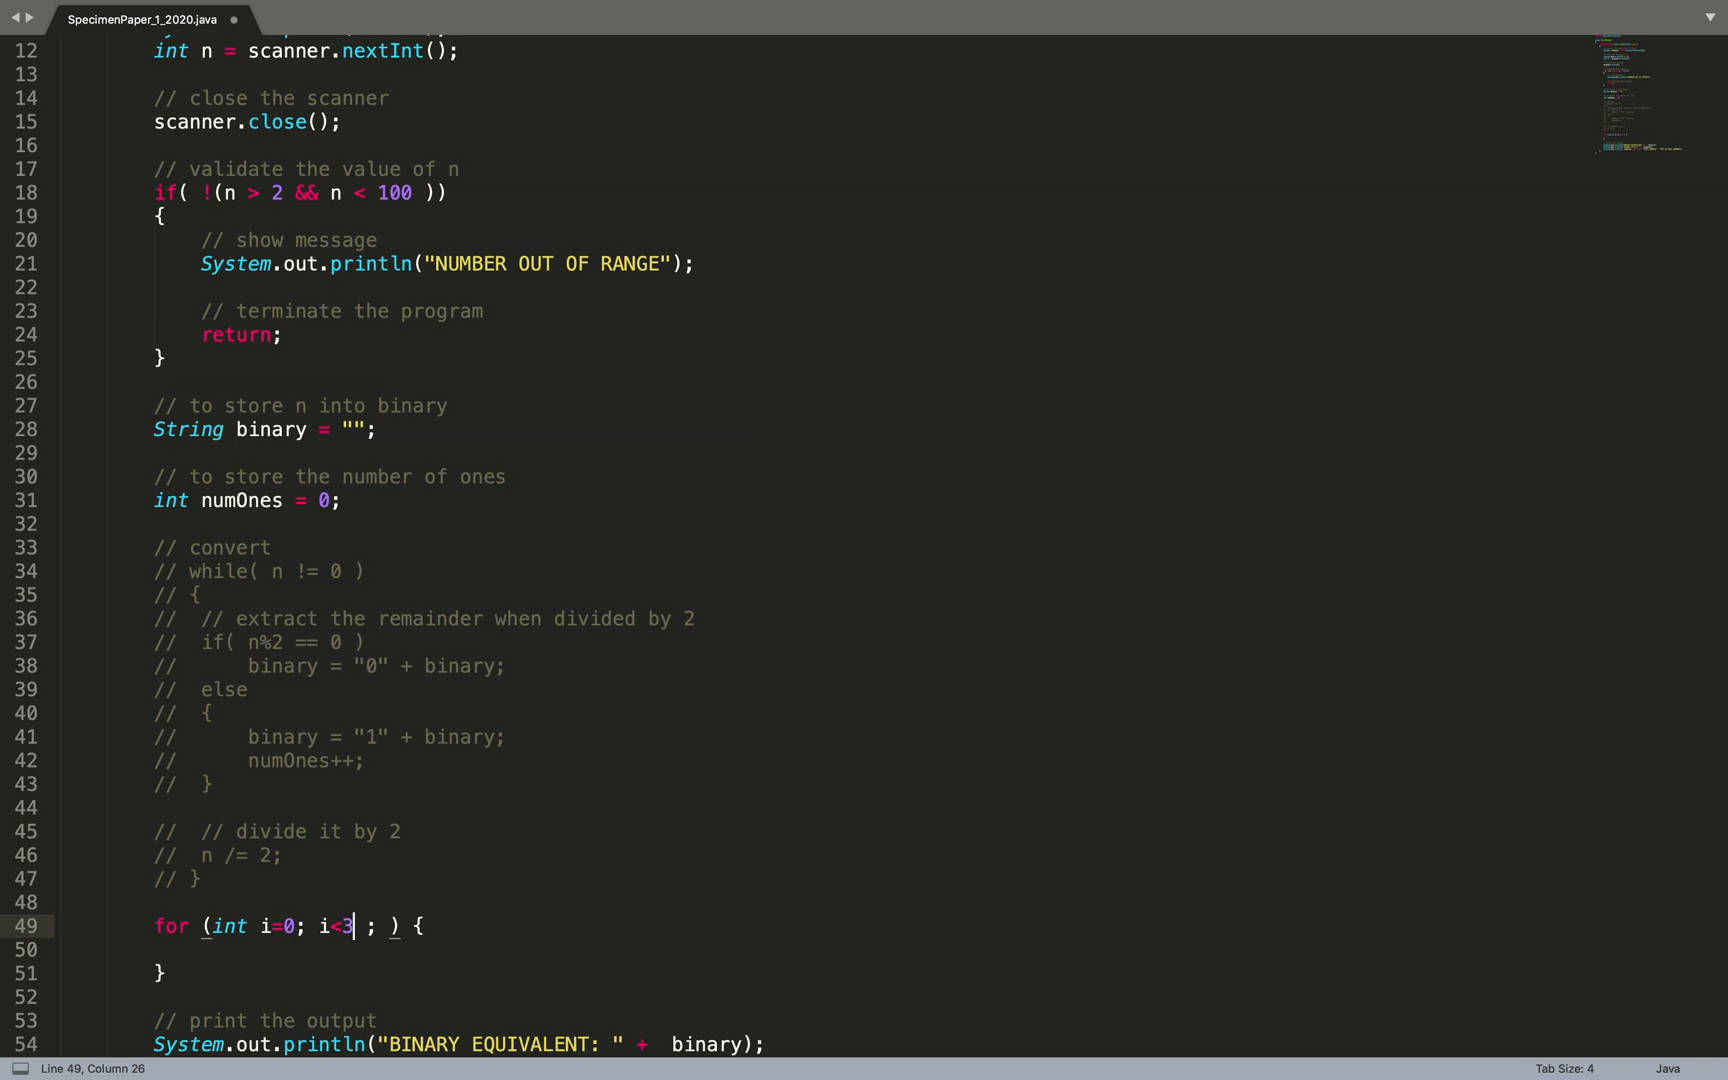 SpecimenPaper_1_2020.java
12 int n = scanner.nextInt();
13
14 // close the scanner
15 scanner.close();
16
17 // validate the value of n
18 if( !(n > 2 && n < 100 ))
19 {
20 // show message
21 System.out.println("NUMBER OUT OF RANGE");
22
23 // terminate the program
24 return;
25 }
26
27 // to store n into binary
28 String binary = "";
29
30 // to store the number of ones
31 int numOnes = 0;
32
33 // convert
34 // while( n != 0 )
35 // {
36 //  // extract the remainder when divided by 2
37 //  if( n%2 == 0 )
38 //      binary = "0" + binary;
39 //  else
40 //  {
41 //      binary = "1" + binary;
42 //      numOnes++;
43 //  }
44
45 //  // divide it by 2
46 //  n /= 2;
47 // }
48
49 for (int i=0; i<3 ; ) {
50
51 }
52
53 // print the output
54 System.out.println("BINARY EQUIVALENT: " +  binary);
Line 49, Column 26
Tab Size: 4
Java